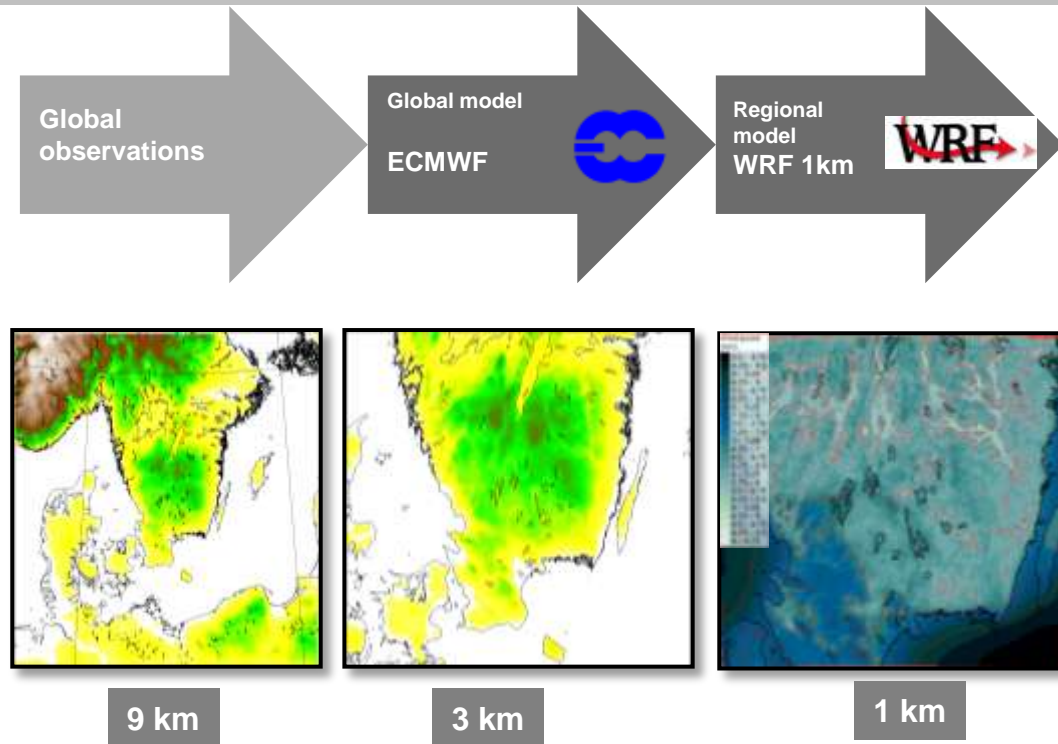 Global
observations
Global model
ECMWF
Regional
model
WRF 1km
WRF
9 km
3 km
1 km